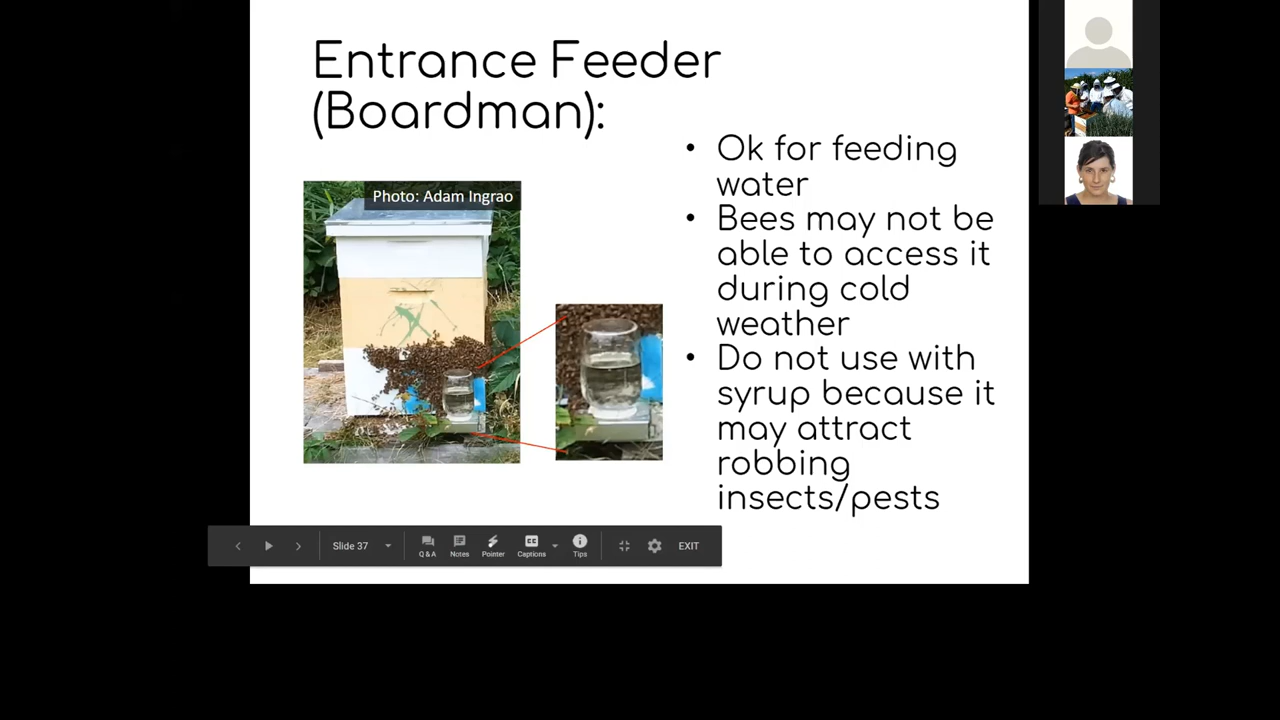 Entrance Feeder
(Boardman):
Photo: Adam Ingrao
• Ok for feeding
water
• Bees may not be
able to access it
during cold
weather
• Do not use with
syrup because it
may attract
robbing
insects/pests
Slide 37
Q & A
Notes
Pointer
Captions
Tips
EXIT